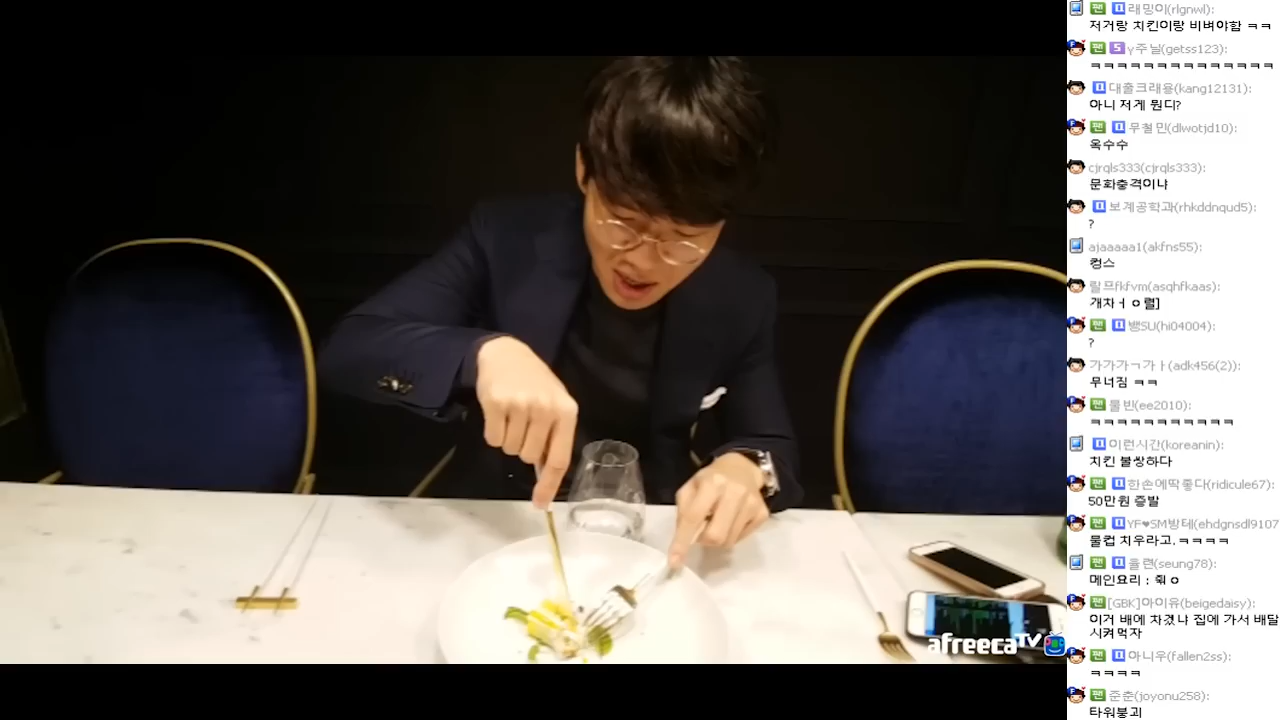 래밍이(rlgnwl):
저거랑 치킨이랑 비벼야함 ㅋㅋ
γ주닐(getss123):
ㅋㅋㅋㅋㅋㅋㅋㅋㅋㅋㅋㅋㅋㅋ
대출크래용(kang12131):
아니 저게 뭔디?
무철민(dlwotjd10):
옥수수
cjrqls333(cjrqls333):
문화충격이냐
보계공학과(rhkddnqud5):
?
ajaaaaa1(akfns55):
컹스
랄프fkfvm(asqhfkaas):
개차ㅓㅇ렬]
뱅SU(hi04004):
?
가가가ㄱ가ㅏ(adk456(2)):
무너짐 ㅋㅋ
물빈(ee2010):
ㅋㅋㅋㅋㅋㅋㅋㅋㅋㅋㅋ
이런시간(koreanin):
치킨 불쌍하다
한손에딱좋다(ridicule67):
50만원 증발
YF♥SM방테(ehdgnsdl9107
물컵 치우라고.ㅋㅋㅋㅋ
율련(seung78):
메인요리 : 줘ㅇ
[GBK]아이유(beigedaisy):
이거 배에 차겠냐 집에 가서 배달
시켜먹자
아니우(fallen2ss):
ㅋㅋㅋㅋ
준춘(joyonu258):
타워붕괴
afreecaTV